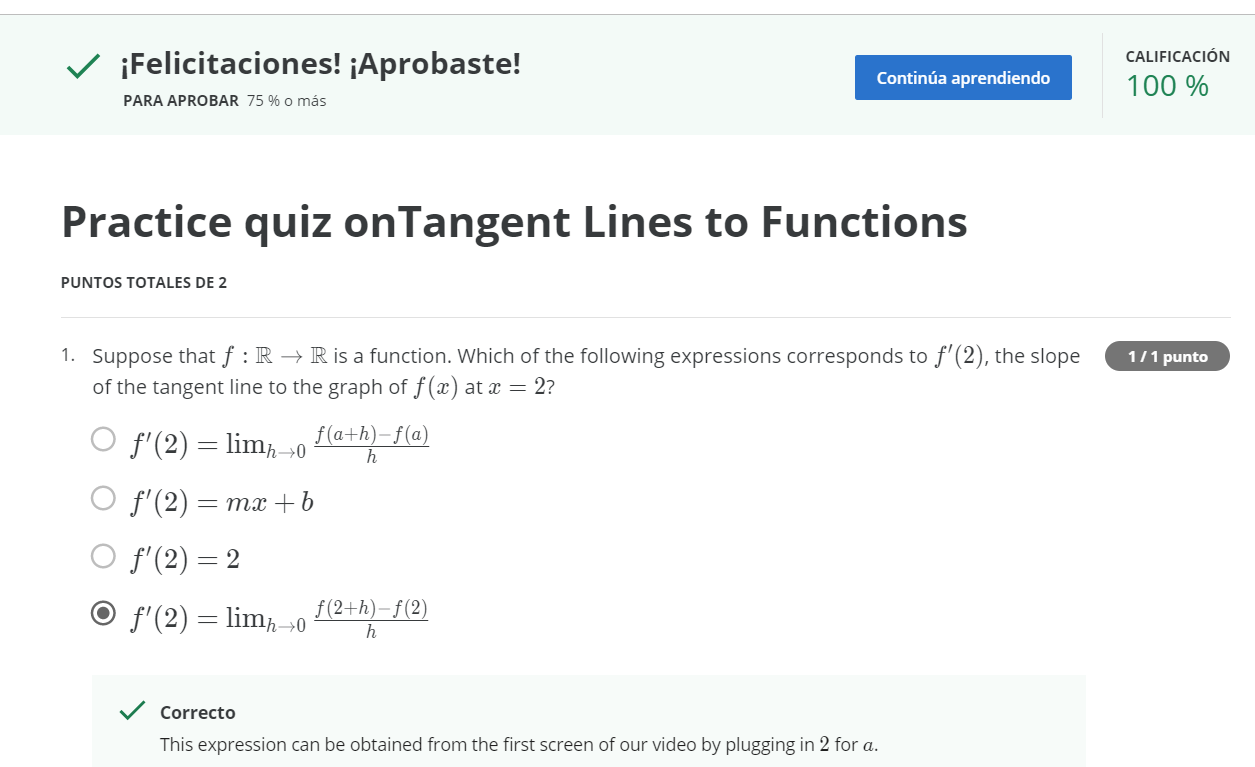 ¡Felicitaciones! ¡Aprobaste!
PARA APROBAR 75 % o más
Continúa aprendiendo
CALIFICACIÓN
100 %
Practice quiz onTangent Lines to Functions
PUNTOS TOTALES DE 2
1. Suppose that f : ℝ → ℝ is a function. Which of the following expressions corresponds to f′(2), the slope
of the tangent line to the graph of f(x) at x = 2?
1 / 1 punto
f′(2) = lim_{h→0} \frac{f(a+h)−f(a)}{h}
f′(2) = mx + b
f′(2) = 2
f′(2) = lim_{h→0} \frac{f(2+h)−f(2)}{h}
Correcto
This expression can be obtained from the first screen of our video by plugging in 2 for a.